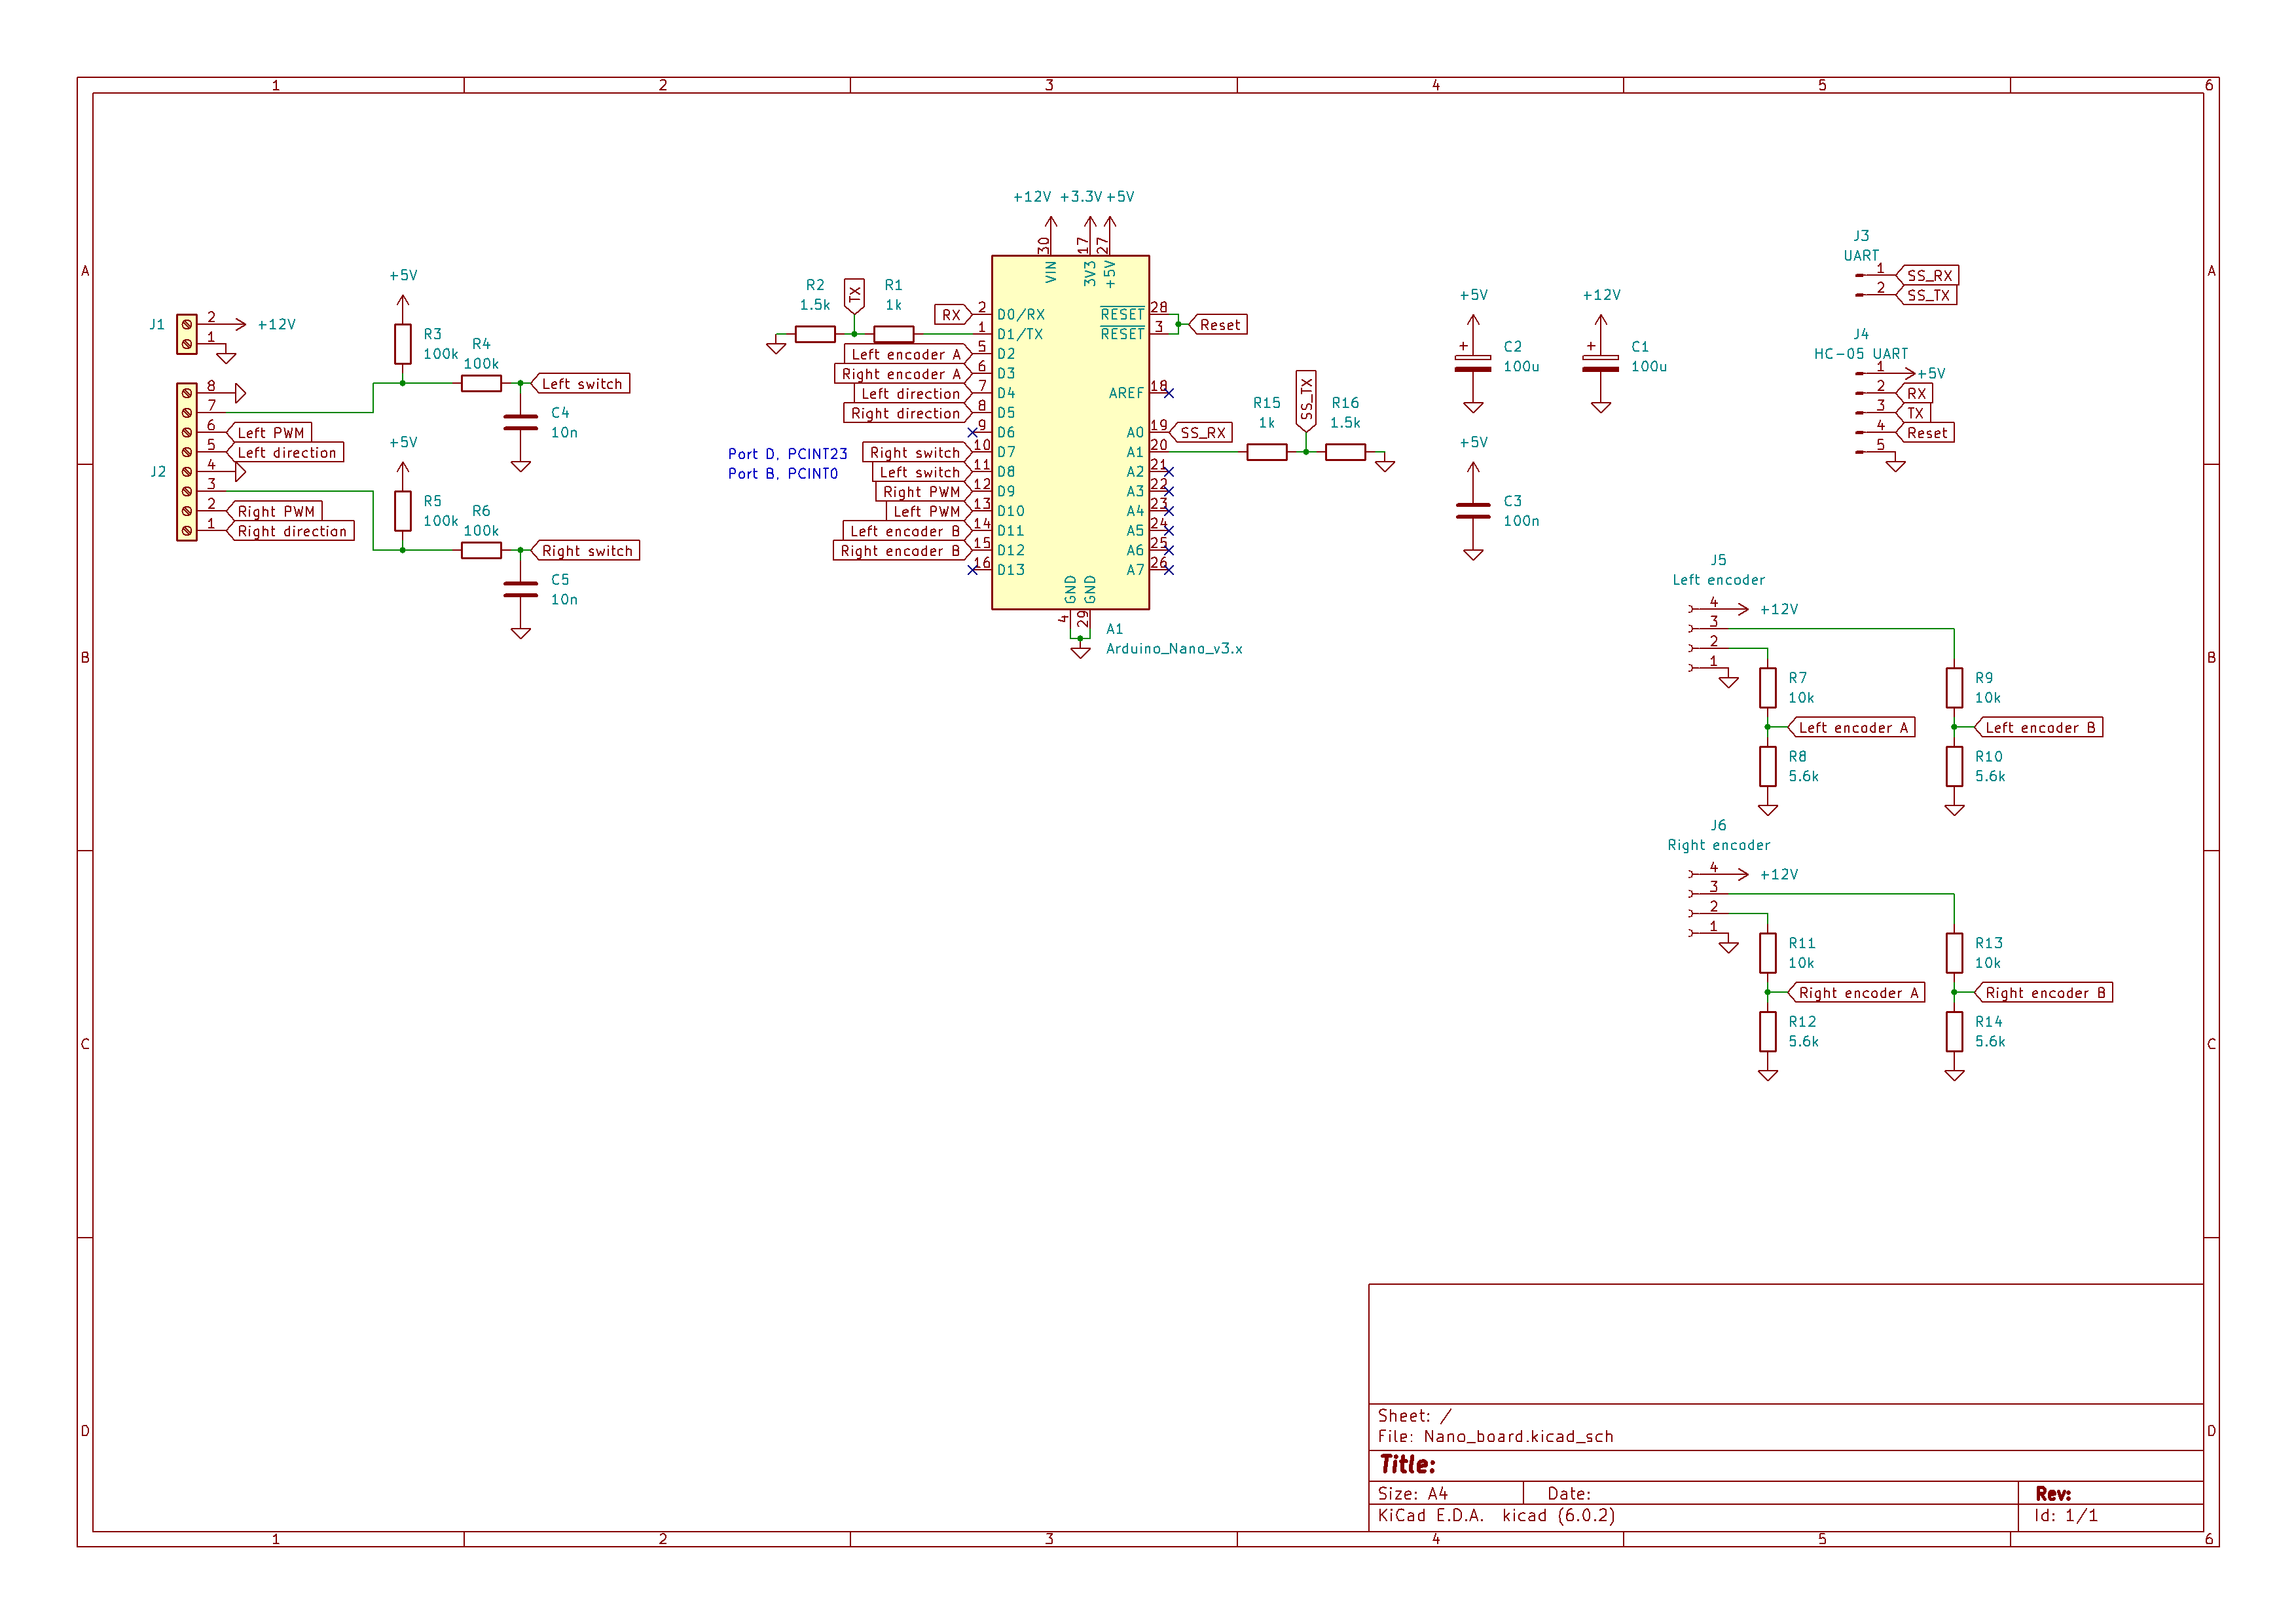 1 2 3 4 5 6
A
B
C
D
J1
2
1
+12V
J2
8
7
6 Left PWM
5 Left direction
4
3
2 Right PWM
1 Right direction
+5V
R3
100k
R4
100k
Left switch
C4
10n
+5V
R5
100k
R6
100k
Right switch
C5
10n
Port D, PCINT23
Port B, PCINT0
R2
1.5k
TX
R1
1k
+12V +3.3V +5V
30 17 27
VIN 3V3 +5V
RX 2 D0/RX
1 D1/TX
Left encoder A 5 D2
Right encoder A 6 D3
Left direction 7 D4
Right direction 8 D5
9 D6
Right switch 10 D7
Left switch 11 D8
Right PWM 12 D9
Left PWM 13 D10
Left encoder B 14 D11
Right encoder B 15 D12
16 D13
RESET 28
RESET 3
Reset
AREF 18
A0 19 SS_RX
A1 20
A2 21
A3 22
A4 23
A5 24
A6 25
A7 26
GND GND
4 29
A1
Arduino_Nano_v3.x
R15
1k
SS_TX
R16
1.5k
+5V
+
C2
100u
+12V
+
C1
100u
+5V
C3
100n
J3
UART
1 SS_RX
2 SS_TX
J4
HC-05 UART
1 +5V
2 RX
3 TX
4 Reset
5
J5
Left encoder
4 +12V
3
2
1
R7
10k
R9
10k
Left encoder A
Left encoder B
R8
5.6k
R10
5.6k
J6
Right encoder
4 +12V
3
2
1
R11
10k
R13
10k
Right encoder A
Right encoder B
R12
5.6k
R14
5.6k
Sheet: /
File: Nano_board.kicad_sch
Title:
Size: A4 Date: Rev:
KiCad E.D.A. kicad (6.0.2) Id: 1/1
A
B
C
D
1 2 3 4 5 6